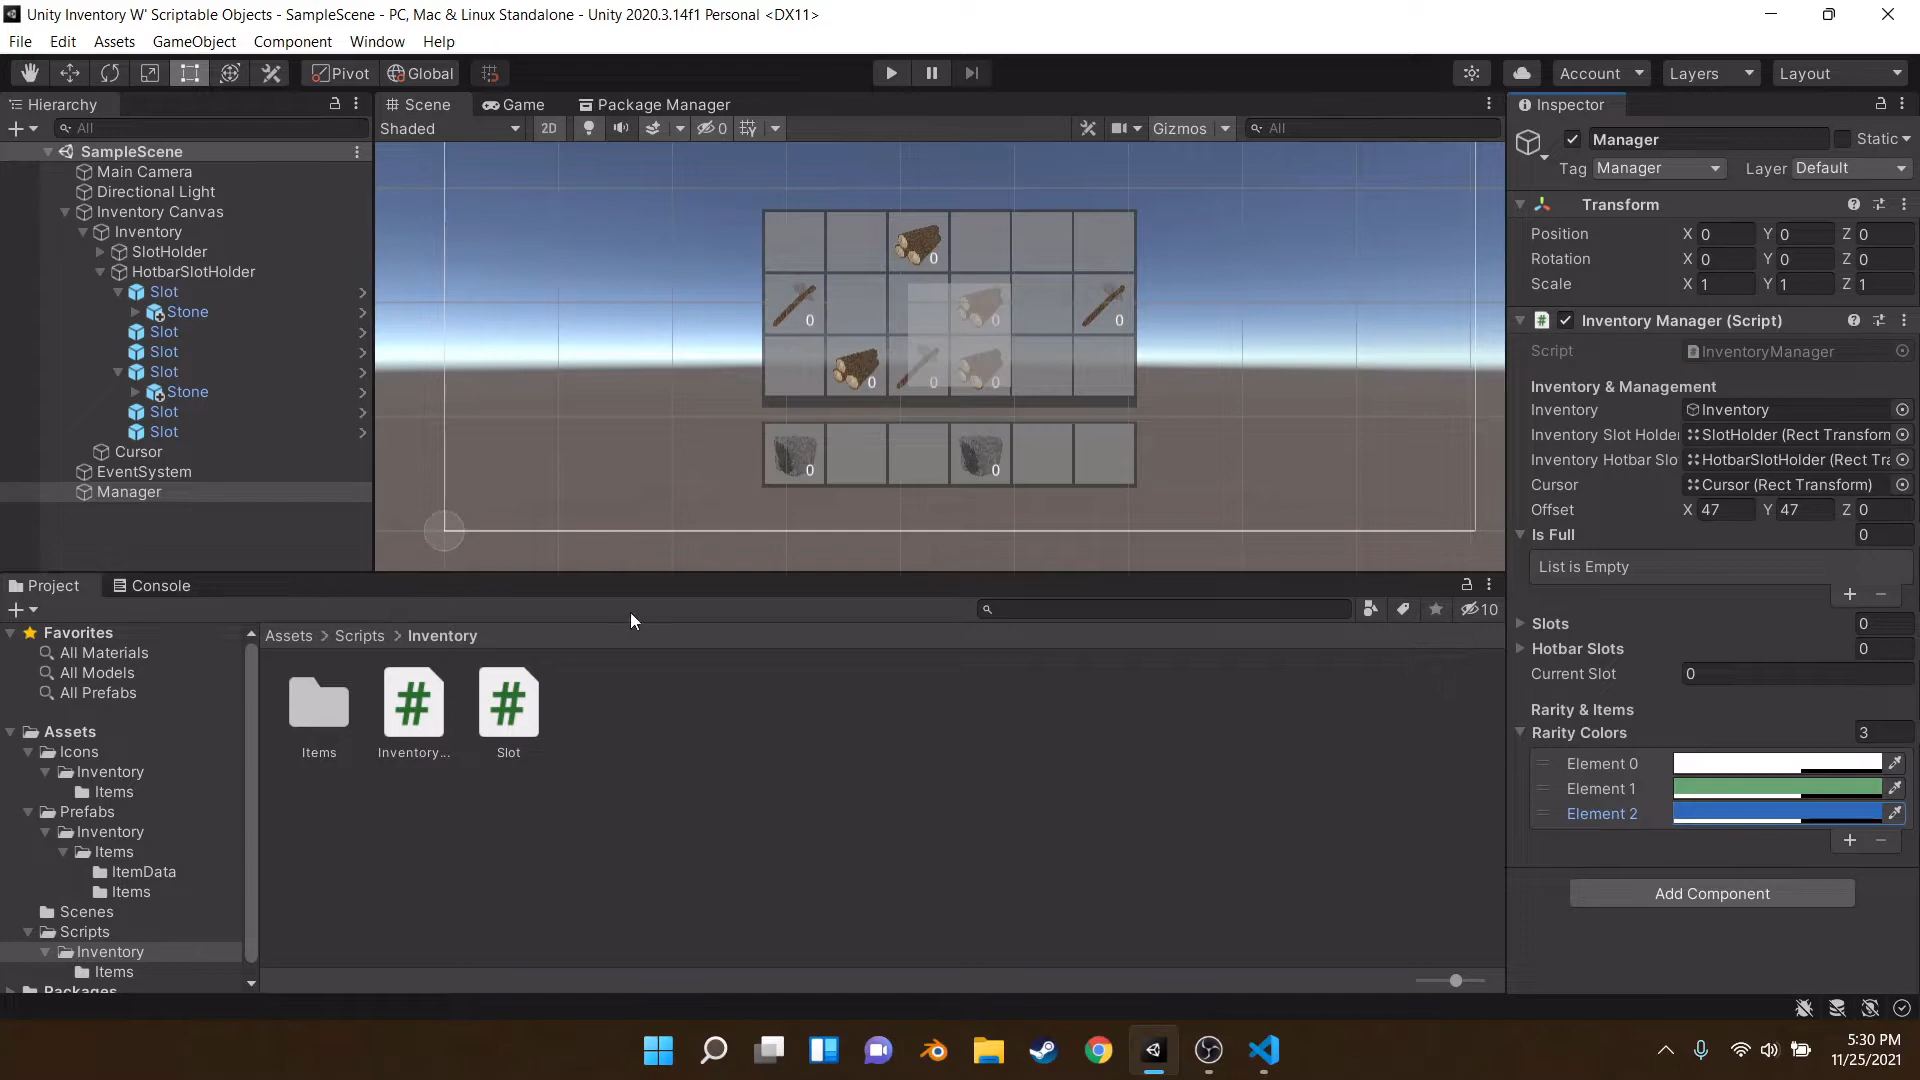 Unity Inventory W' Scriptable Objects - SampleScene - PC, Mac & Linux Standalone - Unity 2020.3.14f1 Personal <DX11>
File Edit Assets GameObject Component Window Help
Pivot Global Account Layers Layout
Hierarchy
All
SampleScene
Main Camera
Directional Light
Inventory Canvas
Inventory
SlotHolder
HotbarSlotHolder
Slot
Stone
Slot
Slot
Slot
Stone
Slot
Slot
Cursor
EventSystem
Manager
Scene Game Package Manager
Shaded 2D 0 Gizmos All
0
0 0 0
0 0 0
0 0
Inspector
Manager Static
Tag Manager Layer Default
Transform
Position X 0 Y 0 Z 0
Rotation X 0 Y 0 Z 0
Scale X 1 Y 1 Z 1
# Inventory Manager (Script)
Script InventoryManager
Inventory & Management
Inventory Inventory
Inventory Slot Holder SlotHolder (Rect Transform
Inventory Hotbar Slo HotbarSlotHolder (Rect Tra
Cursor Cursor (Rect Transform)
Offset X 47 Y 47 Z 0
Is Full 0
List is Empty
+ −
Slots 0
Hotbar Slots 0
Current Slot 0
Rarity & Items
Rarity Colors 3
Element 0
Element 1
Element 2
+ −
Add Component
Project Console
10
Favorites
All Materials
All Models
All Prefabs
Assets
Icons
Inventory
Items
Prefabs
Inventory
Items
ItemData
Items
Scenes
Scripts
Inventory
Items
Packages
Assets > Scripts > Inventory
# #
Items Inventory... Slot
5:30 PM
11/25/2021